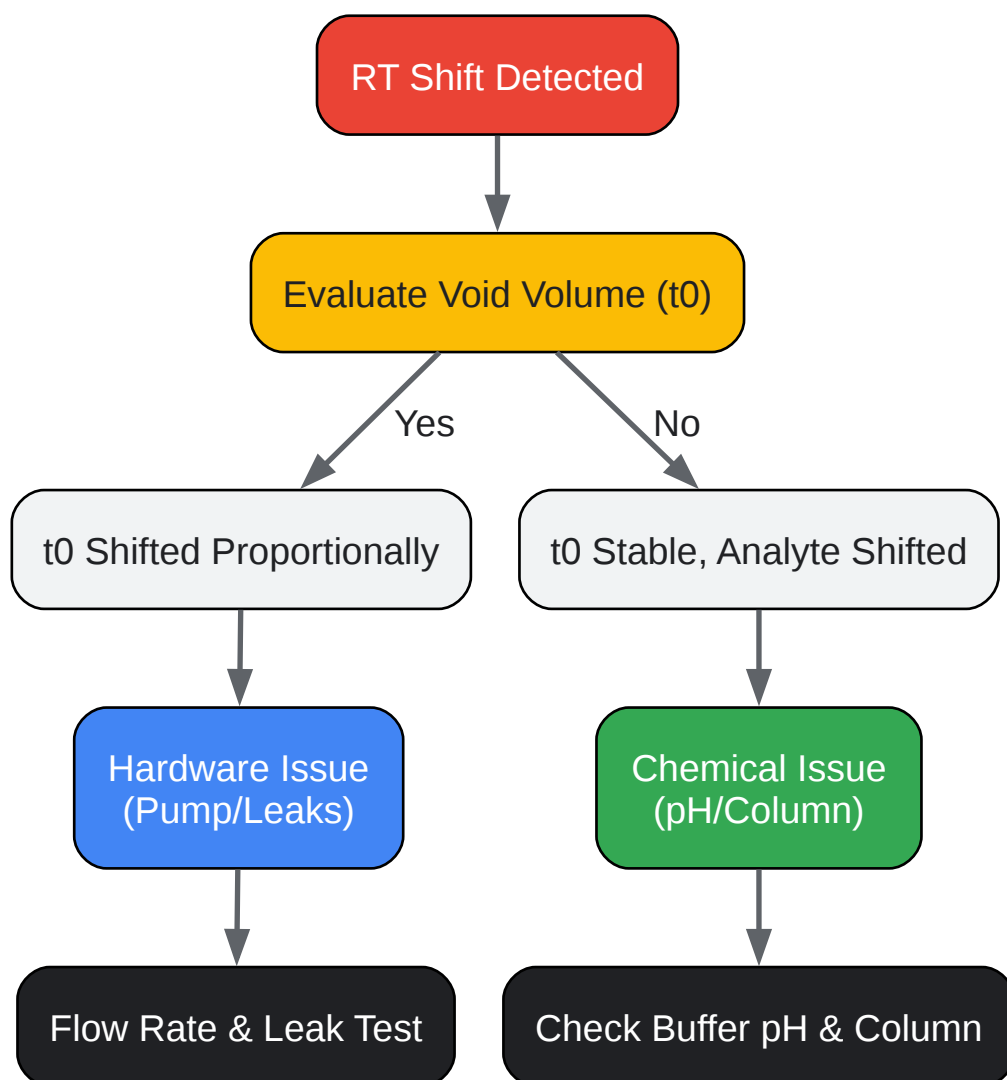 RT Shift Detected
Evaluate Void Volume (t0)
Yes
No
t0 Shifted Proportionally
t0 Stable, Analyte Shifted
Hardware Issue
(Pump/Leaks)
Chemical Issue
(pH/Column)
Flow Rate & Leak Test
Check Buffer pH & Column